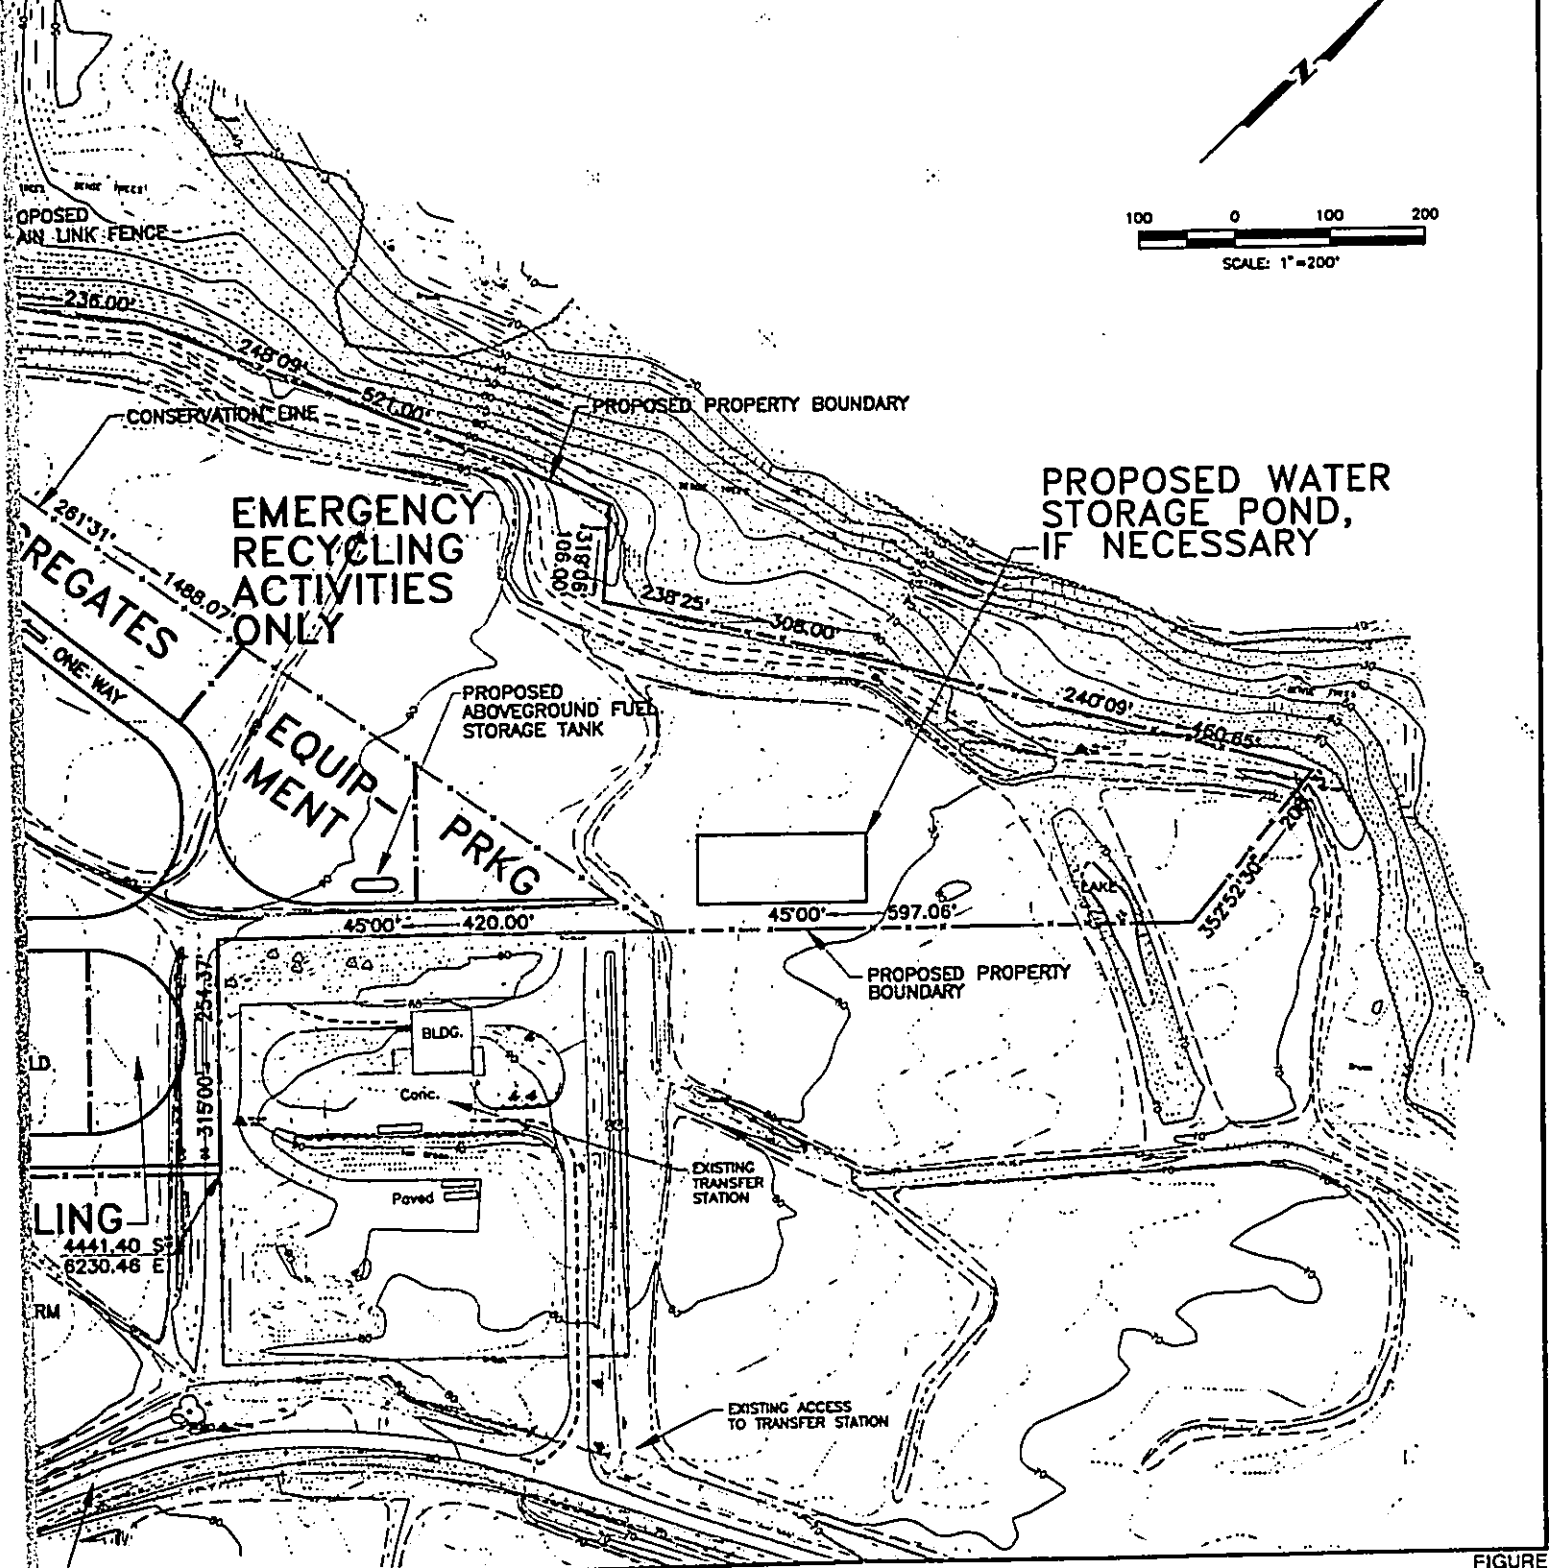 N
100 0 100 200
SCALE: 1"=200'
DENSE TREES
OPOSED
AIN LINK FENCE
236.00'
248°09'
521.00'
CONSERVATION LINE
PROPOSED PROPERTY BOUNDARY
PROPOSED WATER
STORAGE POND,
IF NECESSARY
261°31'
1488.07'
EMERGENCY
RECYCLING
ACTIVITIES
ONLY
319°06'
106.00'
238°25'
308.00'
REGATES
ONE-WAY
PROPOSED
ABOVEGROUND FUEL
STORAGE TANK
240°09'
460.65'
EQUIP-
MENT
PRKG
LAKE
208'
352°52'30"
45°00' 420.00'
45°00' 597.06'
PROPOSED PROPERTY
BOUNDARY
315°00' 254.37'
LD.
BLDG.
Conc.
EXISTING
TRANSFER
STATION
Paved
LING
4441.40 S
6230.46 E
RM
EXISTING ACCESS
TO TRANSFER STATION
FIGURE